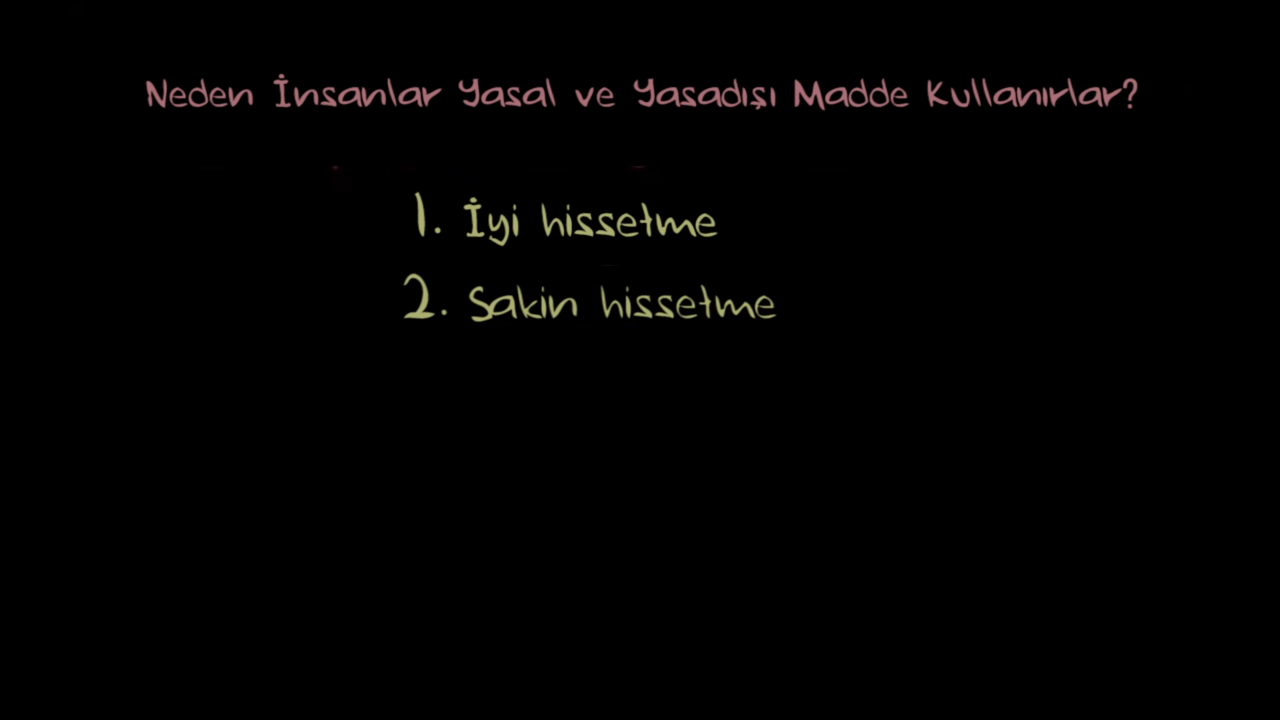 Neden İnsanlar Yasal ve Yasadışı Madde Kullanırlar?
1. İyi hissetme
2. Sakin hissetme